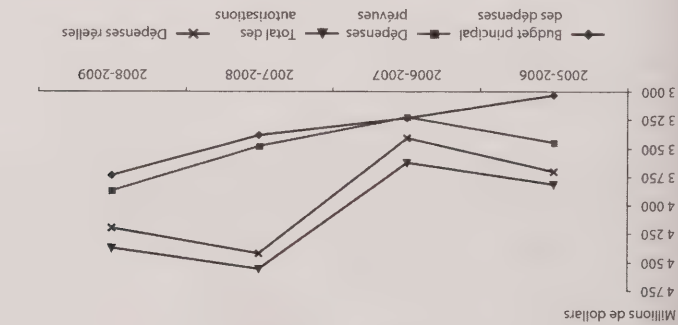 Millions de dollars
4 750
4 500
4 250
4 000
3 750
3 500
3 250
3 000
2005-2006 2006-2007 2007-2008 2008-2009
Budget principal des dépenses
Dépenses prévues
Total des autorisations
Dépenses réelles